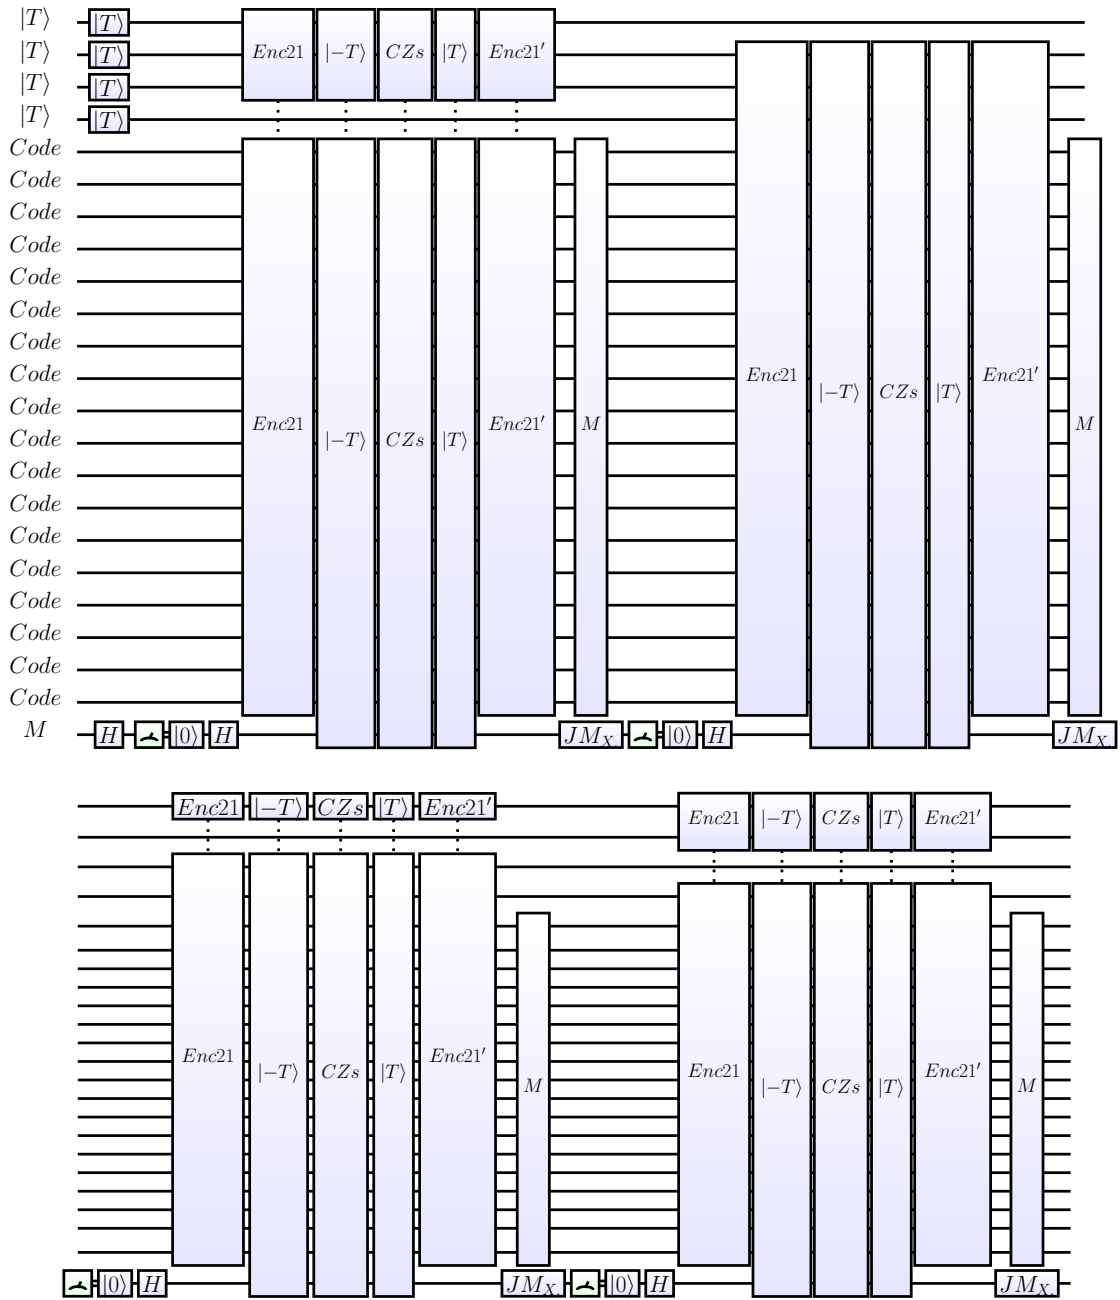 |T⟩ |T⟩
|T⟩ |T⟩ Enc21 |−T⟩ CZs |T⟩ Enc21′
|T⟩ |T⟩
|T⟩ |T⟩
Code
Code
Code
Code
Code
Code
Code
Code Enc21 Enc21′
|−T⟩ CZs |T⟩
Code
Enc21 Enc21′ M M
Code |−T⟩ CZs |T⟩
Code
Code
Code
Code
Code
Code
Code
Code
M H |0⟩ H JM_X. |0⟩ H JM_X.
Enc21 |−T⟩ CZs |T⟩ Enc21′
Enc21 |−T⟩ CZs |T⟩ Enc21′
Enc21 Enc21′
|−T⟩ CZs |T⟩
M
Enc21 Enc21′
|−T⟩ CZs |T⟩ M
|0⟩ H JM_X. |0⟩ H JM_X.